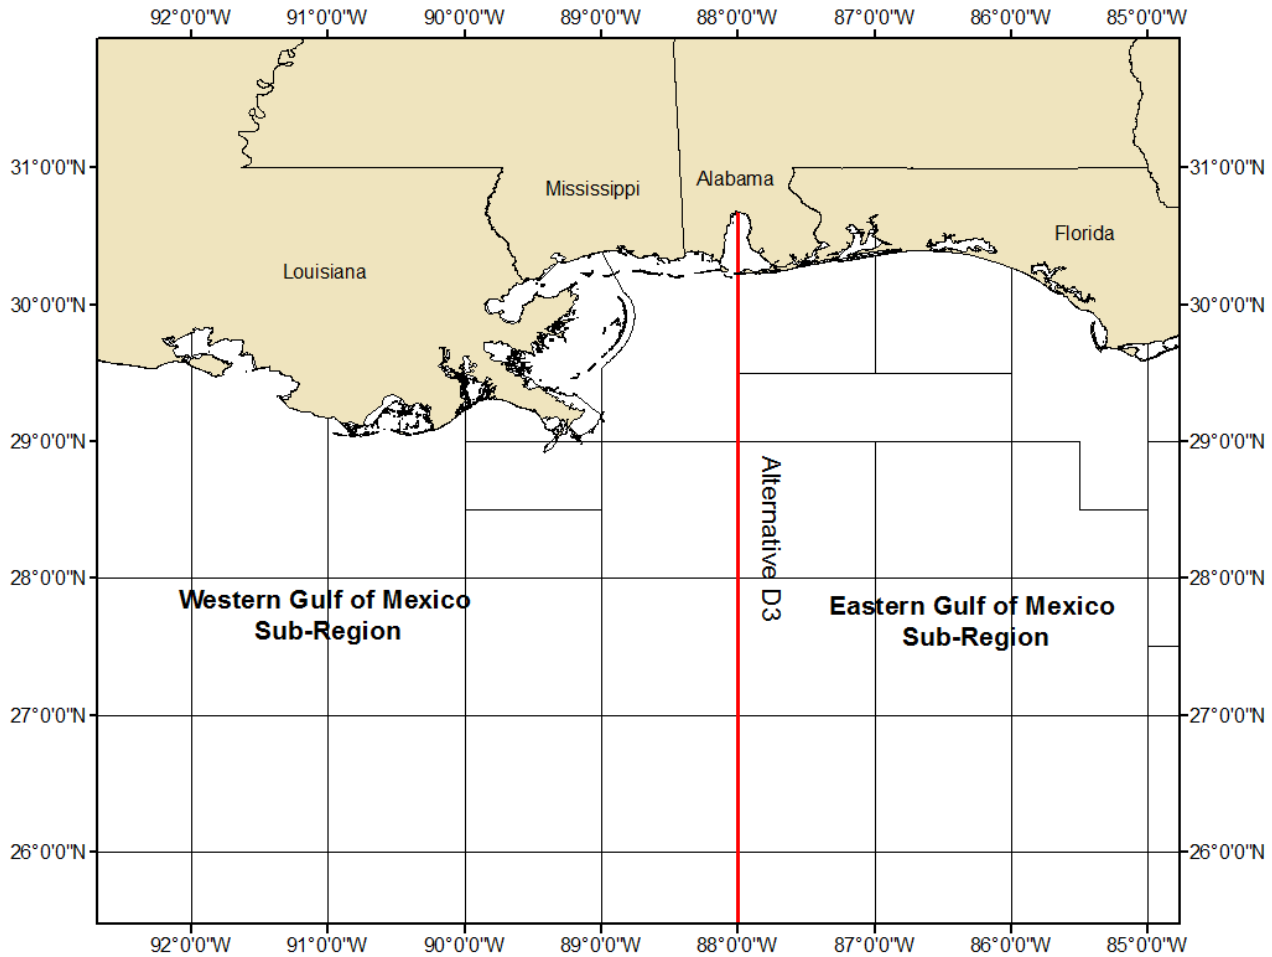 92°0'0"W 91°0'0"W 90°0'0"W 89°0'0"W 88°0'0"W 87°0'0"W 86°0'0"W 85°0'0"W
31°0'0"N 31°0'0"N
Alabama
Mississippi
Florida
Louisiana
30°0'0"N 30°0'0"N
29°0'0"N 29°0'0"N
Alternative D3
28°0'0"N 28°0'0"N
Western Gulf of Mexico
Sub-Region
Eastern Gulf of Mexico
Sub-Region
27°0'0"N 27°0'0"N
26°0'0"N 26°0'0"N
92°0'0"W 91°0'0"W 90°0'0"W 89°0'0"W 88°0'0"W 87°0'0"W 86°0'0"W 85°0'0"W